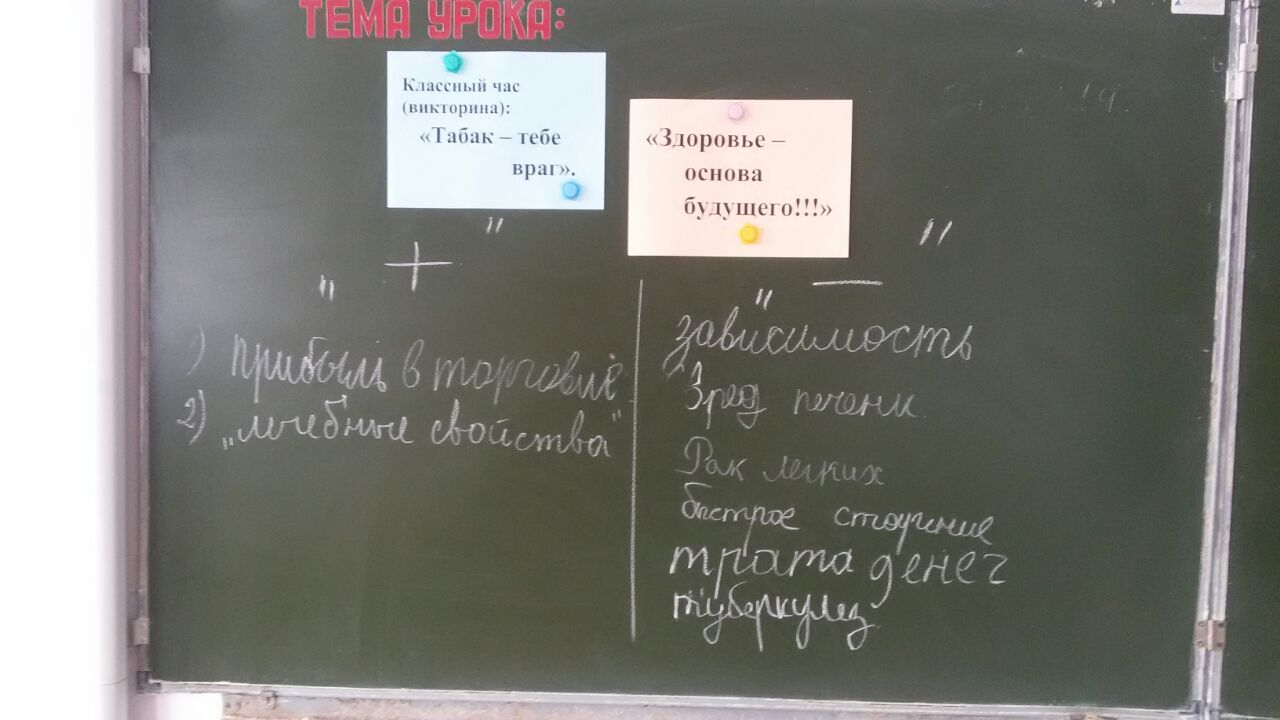 ТЕМА УРОКА:
Классный час
(викторина):
«Табак – тебе
враг».
«Здоровье –
основа
будущего!!!»
" + "
1) прибыль в торговле
2) „лечебные свойства"
" — "
зависимость
Вред печени.
Рак легких
быстрое старение
трата денег
туберкулез